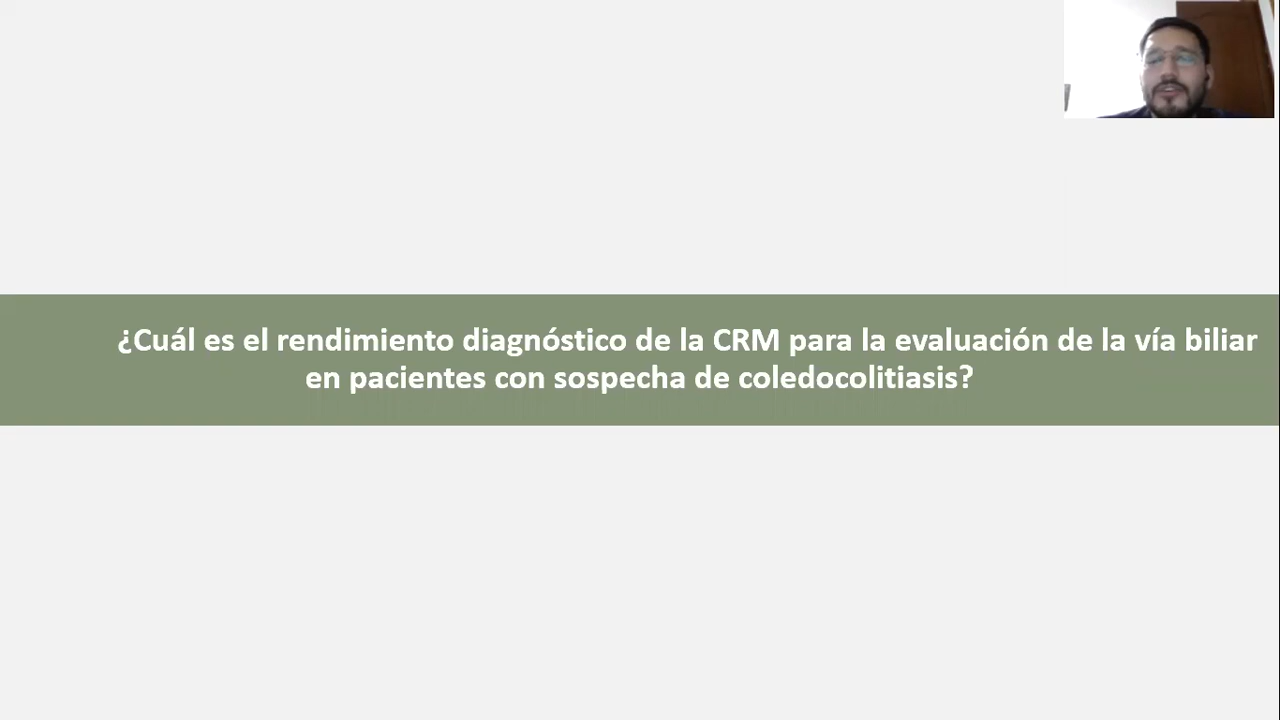 ¿Cuál es el rendimiento diagnóstico de la CRM para la evaluación de la vía biliar
en pacientes con sospecha de coledocolitiasis?